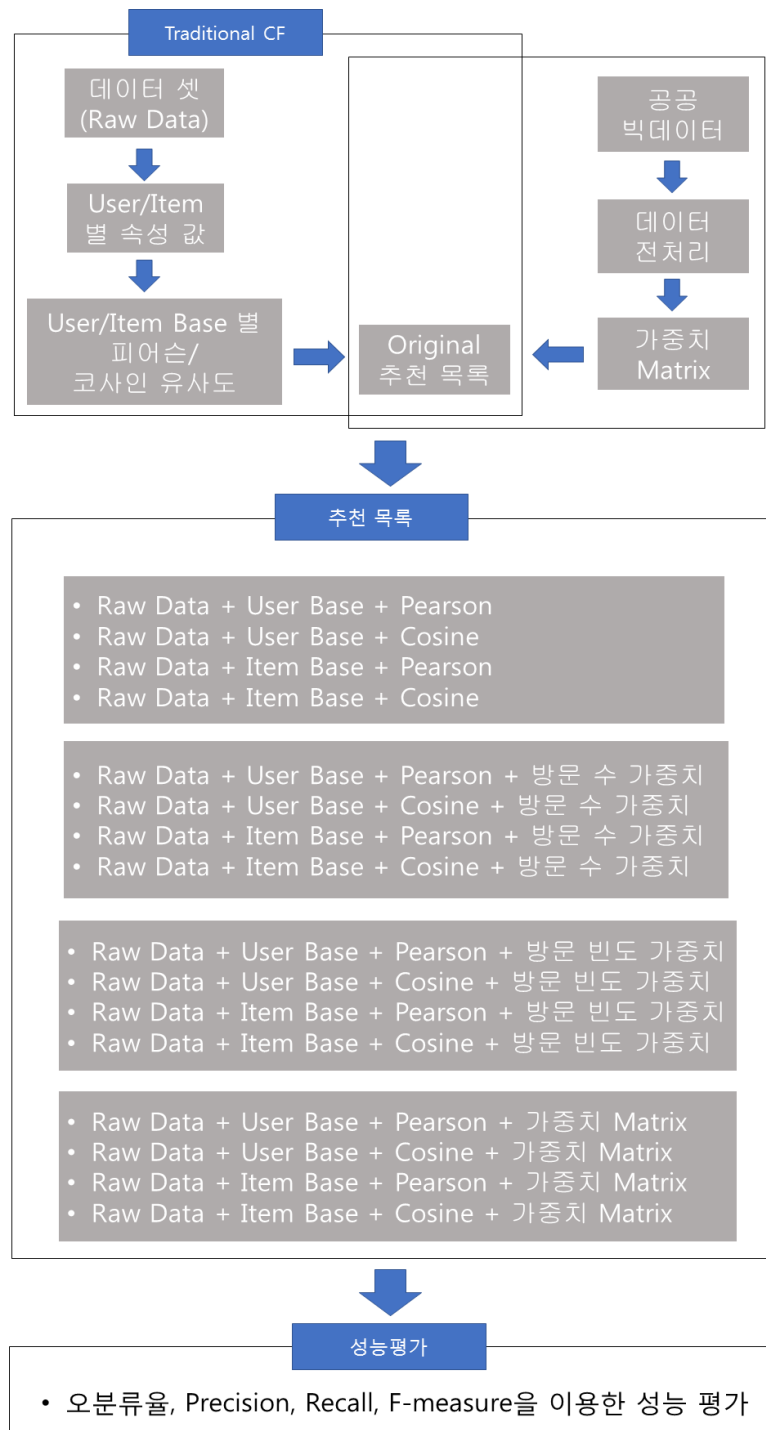 Traditional CF
데이터 셋
(Raw Data)
User/Item
별 속성 값
User/Item Base 별
피어슨/
코사인 유사도
Original
추천 목록
공공
빅데이터
데이터
전처리
가중치
Matrix
추천 목록
• Raw Data + User Base + Pearson
• Raw Data + User Base + Cosine
• Raw Data + Item Base + Pearson
• Raw Data + Item Base + Cosine
• Raw Data + User Base + Pearson + 방문 수 가중치
• Raw Data + User Base + Cosine + 방문 수 가중치
• Raw Data + Item Base + Pearson + 방문 수 가중치
• Raw Data + Item Base + Cosine + 방문 수 가중치
• Raw Data + User Base + Pearson + 방문 빈도 가중치
• Raw Data + User Base + Cosine + 방문 빈도 가중치
• Raw Data + Item Base + Pearson + 방문 빈도 가중치
• Raw Data + Item Base + Cosine + 방문 빈도 가중치
• Raw Data + User Base + Pearson + 가중치 Matrix
• Raw Data + User Base + Cosine + 가중치 Matrix
• Raw Data + Item Base + Pearson + 가중치 Matrix
• Raw Data + Item Base + Cosine + 가중치 Matrix
성능평가
• 오분류율, Precision, Recall, F-measure을 이용한 성능 평가